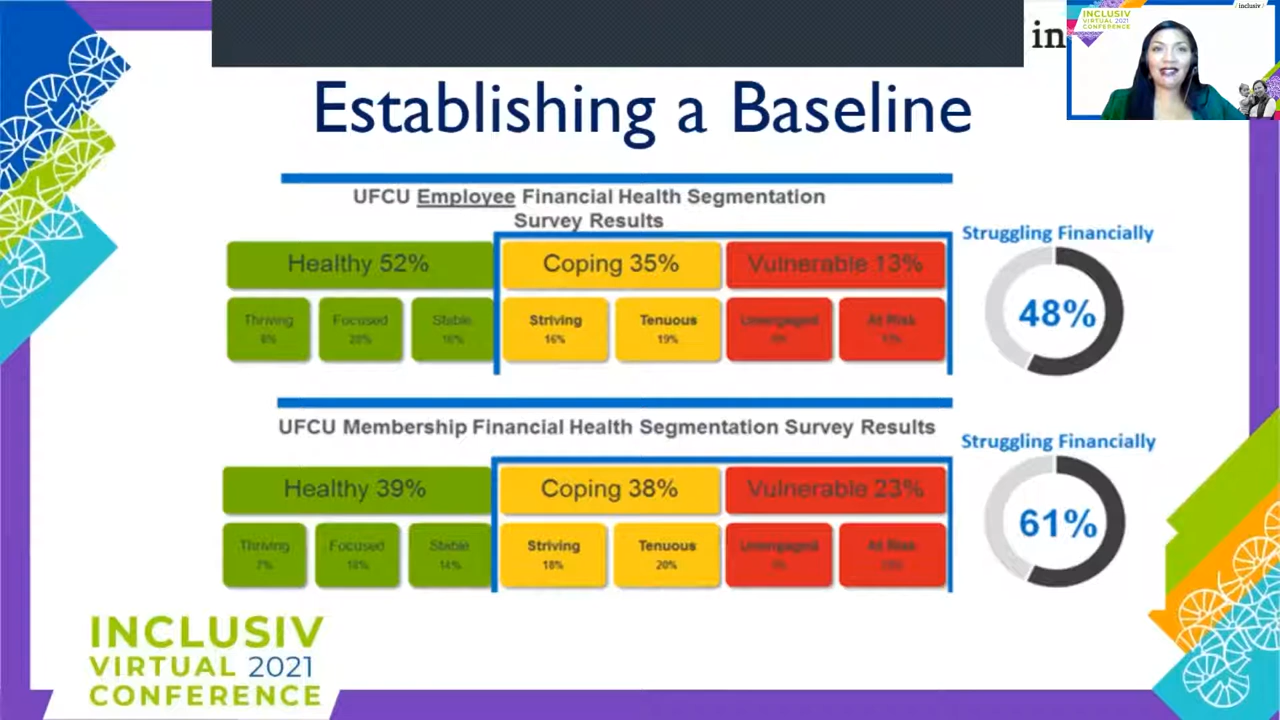 in
INCLUSIV
VIRTUAL 2021
CONFERENCE
inclusiv
Establishing a Baseline
UFCU Employee Financial Health Segmentation
Survey Results
Struggling Financially
Healthy 52% Coping 35% Vulnerable 13%
Thriving Focused Stable Striving Tenuous Unengaged At Risk
16% 19%
48%
UFCU Membership Financial Health Segmentation Survey Results
Struggling Financially
Healthy 39% Coping 38% Vulnerable 23%
Thriving Focused Stable Striving Tenuous Unengaged At Risk
7% 18% 14% 18% 20%
61%
INCLUSIV
VIRTUAL 2021
CONFERENCE